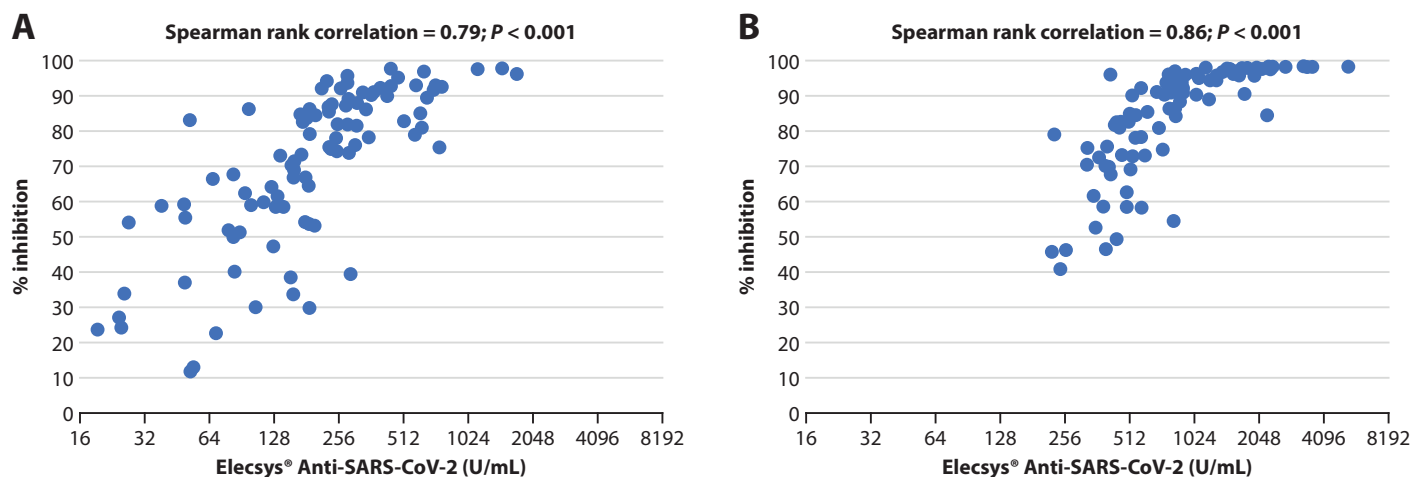 A
Spearman rank correlation = 0.79; P < 0.001
% inhibition
100
90
80
70
60
50
40
30
20
10
0
16 32 64 128 256 512 1024 2048 4096 8192
Elecsys® Anti-SARS-CoV-2 (U/mL)
B
Spearman rank correlation = 0.86; P < 0.001
% inhibition
100
90
80
70
60
50
40
30
20
10
0
16 32 64 128 256 512 1024 2048 4096 8192
Elecsys® Anti-SARS-CoV-2 (U/mL)